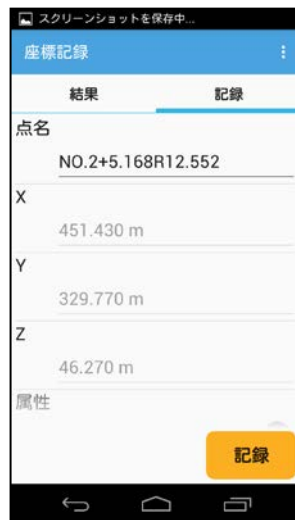 スクリーンショットを保存中...
座標記録
結果 記録
点名
NO.2+5.168R12.552
X
451.430 m
Y
329.770 m
Z
46.270 m
属性
記録